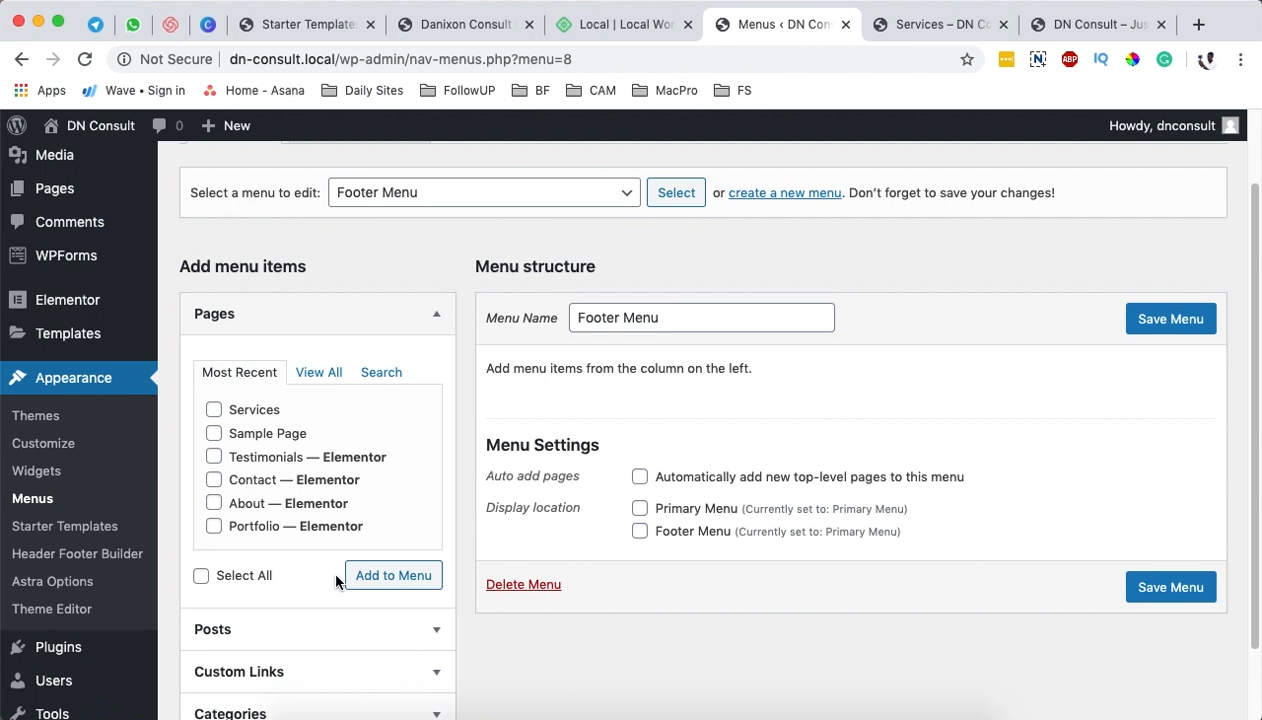 Starter Template
Danixon Consult
Local | Local Wo
Menus ‹ DN Con
Services – DN C
DN Consult – Jus
Not Secure
dn-consult.local/wp-admin/nav-menus.php?menu=8
ABP
IQ
Apps
Wave • Sign in
Home - Asana
Daily Sites
FollowUP
BF
CAM
MacPro
FS
DN Consult
0
New
Howdy, dnconsult
Media
Pages
Comments
WPForms
Elementor
Templates
Appearance
Themes
Customize
Widgets
Menus
Starter Templates
Header Footer Builder
Astra Options
Theme Editor
Plugins
Users
Tools
Select a menu to edit: Footer Menu Select or create a new menu. Don't forget to save your changes!
Add menu items
Pages
Most Recent View All Search
Services
Sample Page
Testimonials — Elementor
Contact — Elementor
About — Elementor
Portfolio — Elementor
Select All
Add to Menu
Posts
Custom Links
Categories
Menu structure
Menu Name Footer Menu
Save Menu
Add menu items from the column on the left.
Menu Settings
Auto add pages
Automatically add new top-level pages to this menu
Display location
Primary Menu (Currently set to: Primary Menu)
Footer Menu (Currently set to: Primary Menu)
Delete Menu
Save Menu